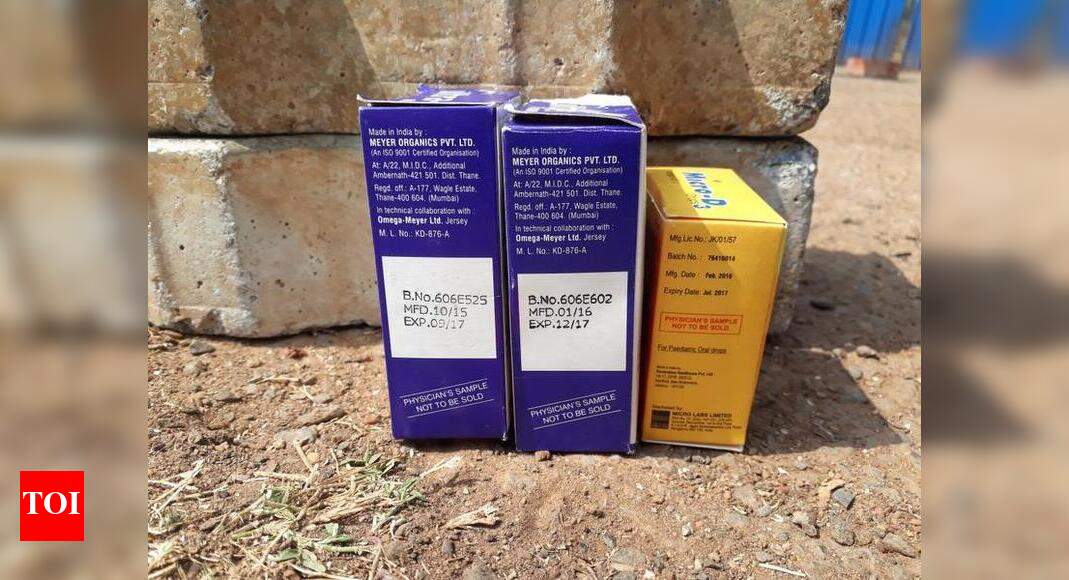 Made in India by :
MEYER ORGANICS PVT. LTD.
(An ISO 9001 Certified Organisation)
At: A/22, M.I.D.C., Additional
Ambernath-421 501. Dist. Thane.
Regd. off.: A-177, Wagle Estate,
Thane-400 604. (Mumbai)
In technical collaboration with :
Omega-Meyer Ltd. Jersey
M. L. No.: KD-876-A
B.No.606E525
MFD.10/15
EXP.09/17
PHYSICIAN'S SAMPLE
NOT TO BE SOLD
Made in India by :
MEYER ORGANICS PVT. LTD.
(An ISO 9001 Certified Organisation)
At: A/22, M.I.D.C., Additional
Ambernath-421 501. Dist. Thane.
Regd. off.: A-177, Wagle Estate,
Thane-400 604. (Mumbai)
In technical collaboration with :
Omega-Meyer Ltd. Jersey
M. L. No.: KD-876-A
B.No.606E602
MFD.01/16
EXP.12/17
PHYSICIAN'S SAMPLE
NOT TO BE SOLD
Mfg.Lic.No.: JK/01/57
Batch No. :
Mfg. Date : Feb. 2016
Expiry Date: Jul. 2017
PHYSICIAN'S SAMPLE
NOT TO BE SOLD
For Paediatric Oral drops
MICRO LABS LIMITED
TOI